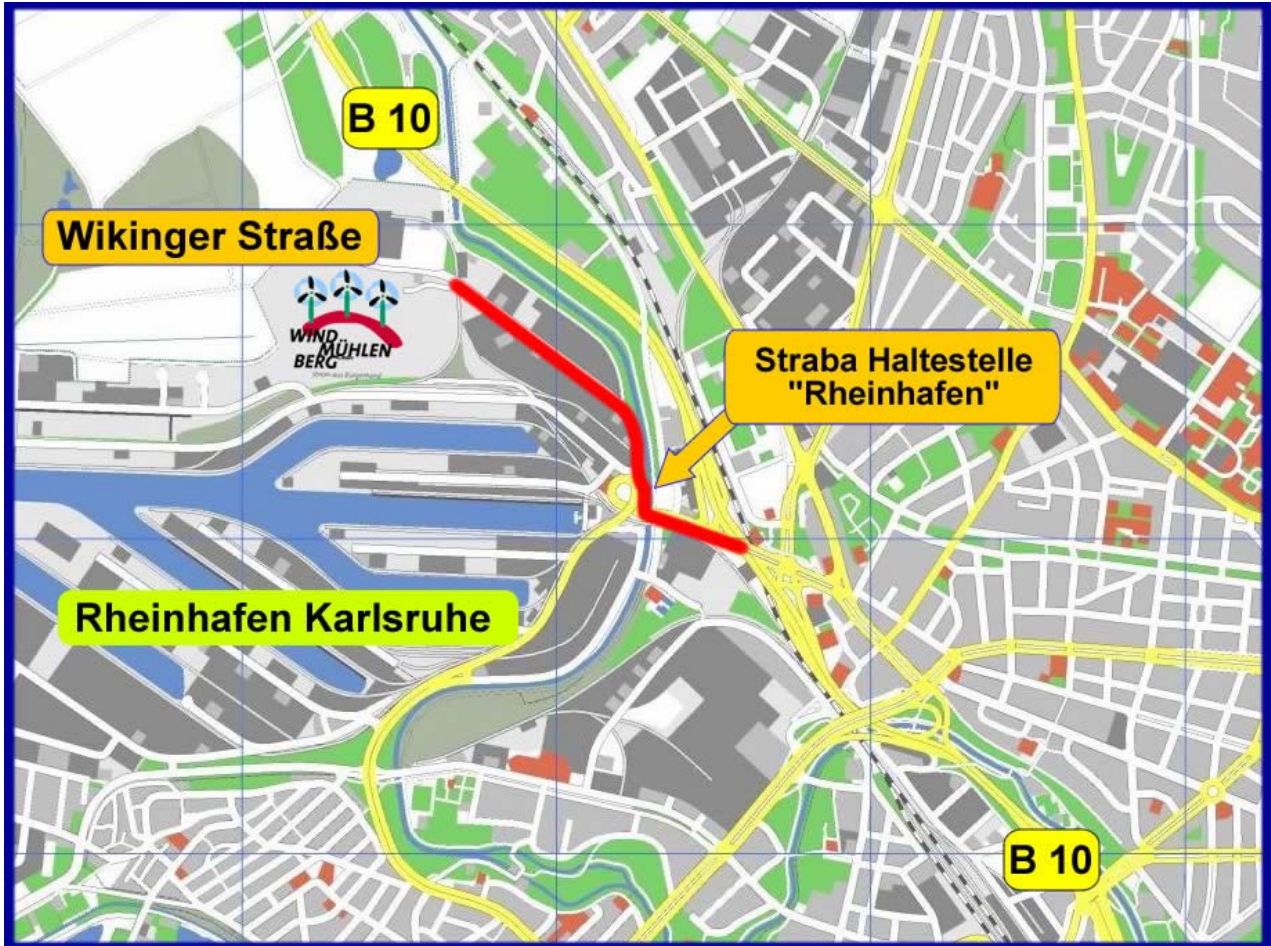 B 10
Wikinger Straße
WIND
MÜHLEN
BERG
Straba Haltestelle
"Rheinhafen"
Rheinhafen Karlsruhe
B 10